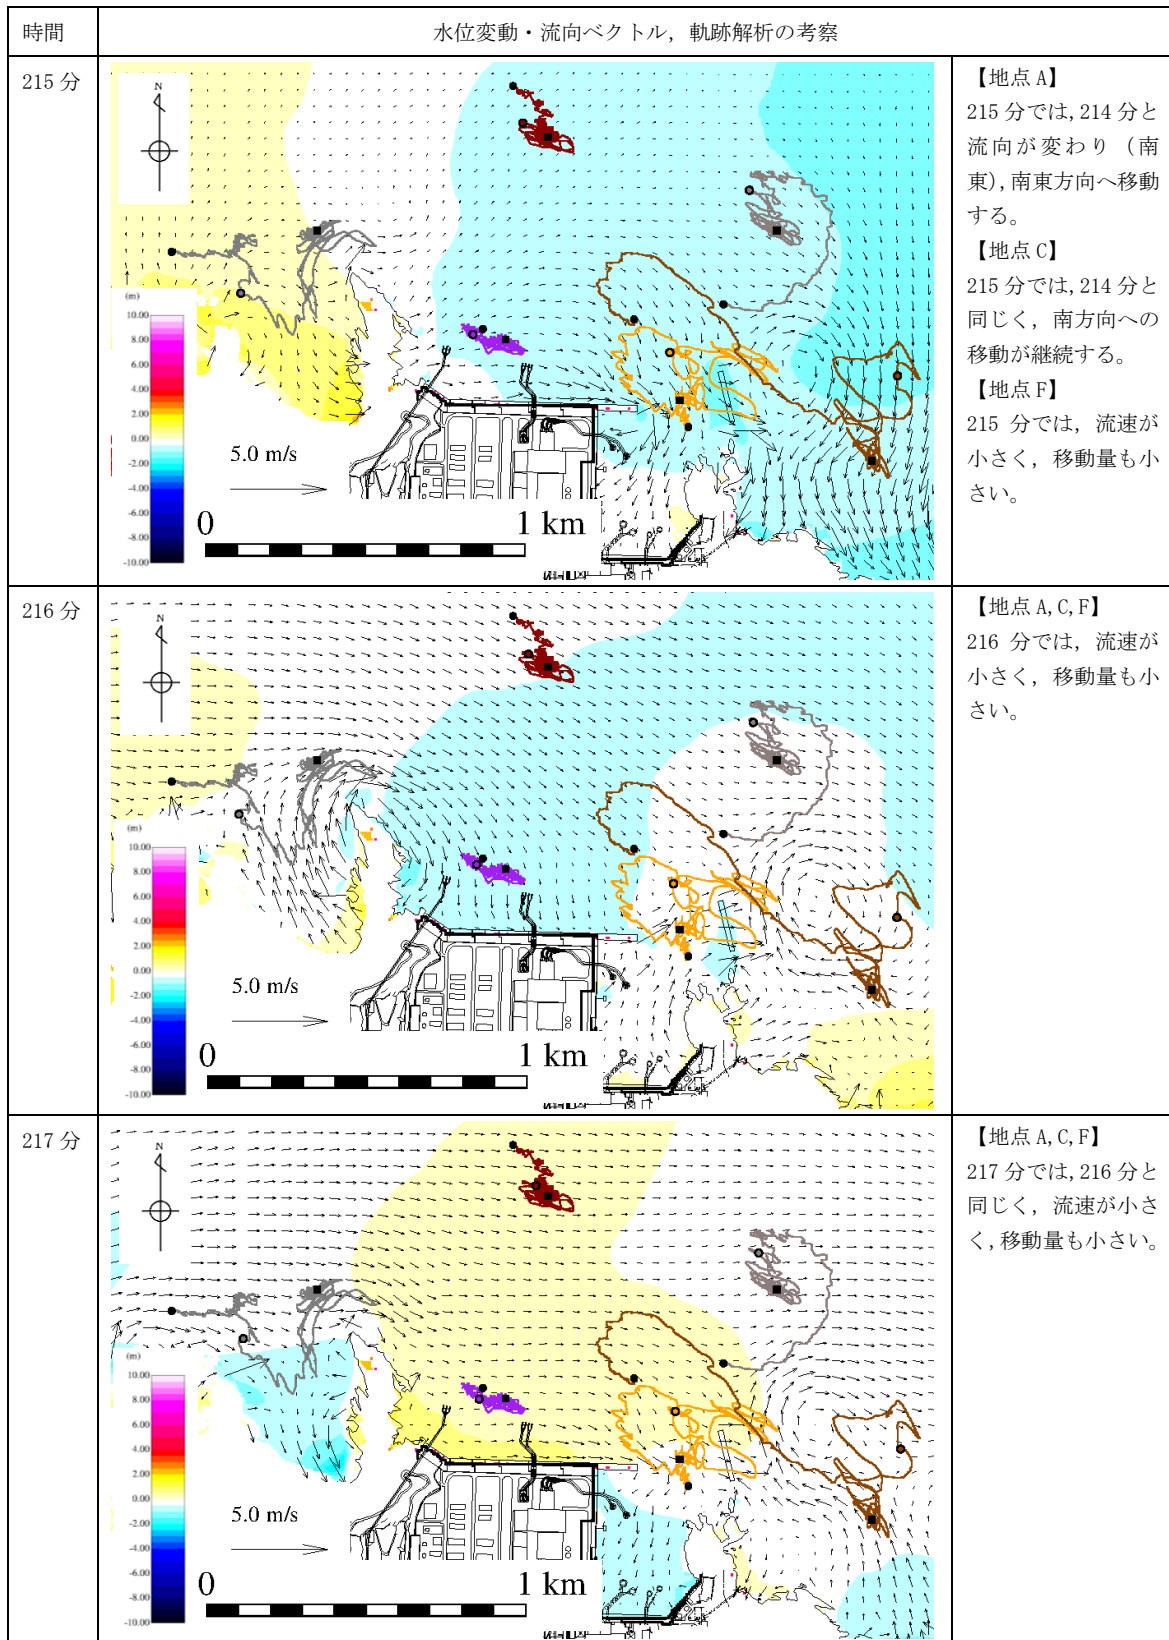 時間
水位変動・流向ベクトル，軌跡解析の考察
215 分
N
(m)
10.00
8.00
6.00
4.00
2.00
0.00
-2.00
-4.00
-6.00
-8.00
-10.00
5.0 m/s
0
1 km
【地点 A】
215 分では，214 分と
流向が変わり（南
東），南東方向へ移動
する。
【地点 C】
215 分では，214 分と
同じく，南方向への
移動が継続する。
【地点 F】
215 分では，流速が
小さく，移動量も小
さい。
216 分
N
(m)
10.00
8.00
6.00
4.00
2.00
0.00
-2.00
-4.00
-6.00
-8.00
-10.00
5.0 m/s
0
1 km
【地点 A, C, F】
216 分では，流速が
小さく，移動量も小
さい。
217 分
N
(m)
10.00
8.00
6.00
4.00
2.00
0.00
-2.00
-4.00
-6.00
-8.00
-10.00
5.0 m/s
0
1 km
【地点 A, C, F】
217 分では，216 分と
同じく，流速が小さ
く，移動量も小さい。